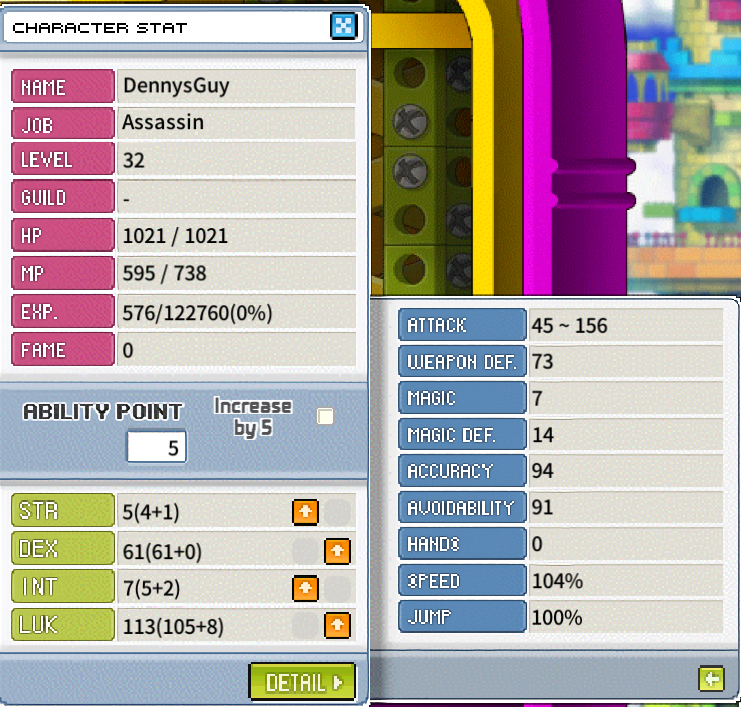 CHARACTER STAT
NAME DennysGuy
JOB Assassin
LEVEL 32
GUILD -
HP 1021 / 1021
MP 595 / 738
EXP. 576/122760(0%)
FAME 0
ABILITY POINT
Increase
by 5
5
STR 5(4+1)
DEX 61(61+0)
INT 7(5+2)
LUK 113(105+8)
DETAIL
ATTACK 45 ~ 156
WEAPON DEF. 73
MAGIC 7
MAGIC DEF. 14
ACCURACY 94
AVOIDABILITY 91
HANDS 0
SPEED 104%
JUMP 100%